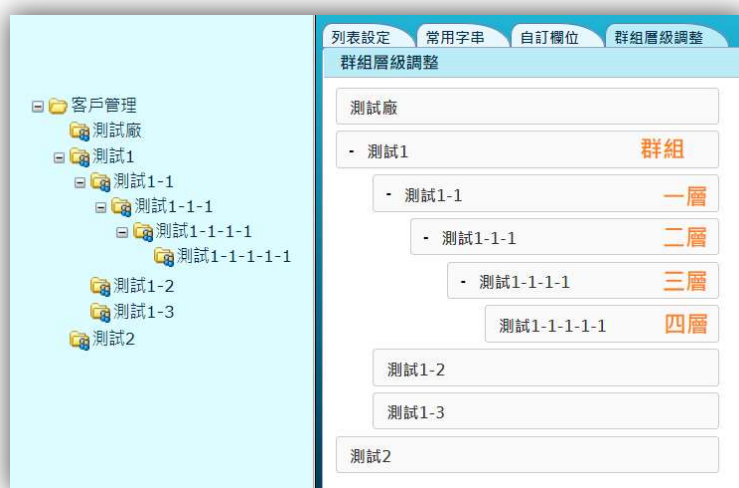 客戶管理
測試廠
測試1
測試1-1
測試1-1-1
測試1-1-1-1
測試1-1-1-1-1
測試1-2
測試1-3
測試2
列表設定 常用字串 自訂欄位 群組層級調整
群組層級調整
測試廠
- 測試1 群組
- 測試1-1 一層
- 測試1-1-1 二層
- 測試1-1-1-1 三層
測試1-1-1-1-1 四層
測試1-2
測試1-3
測試2